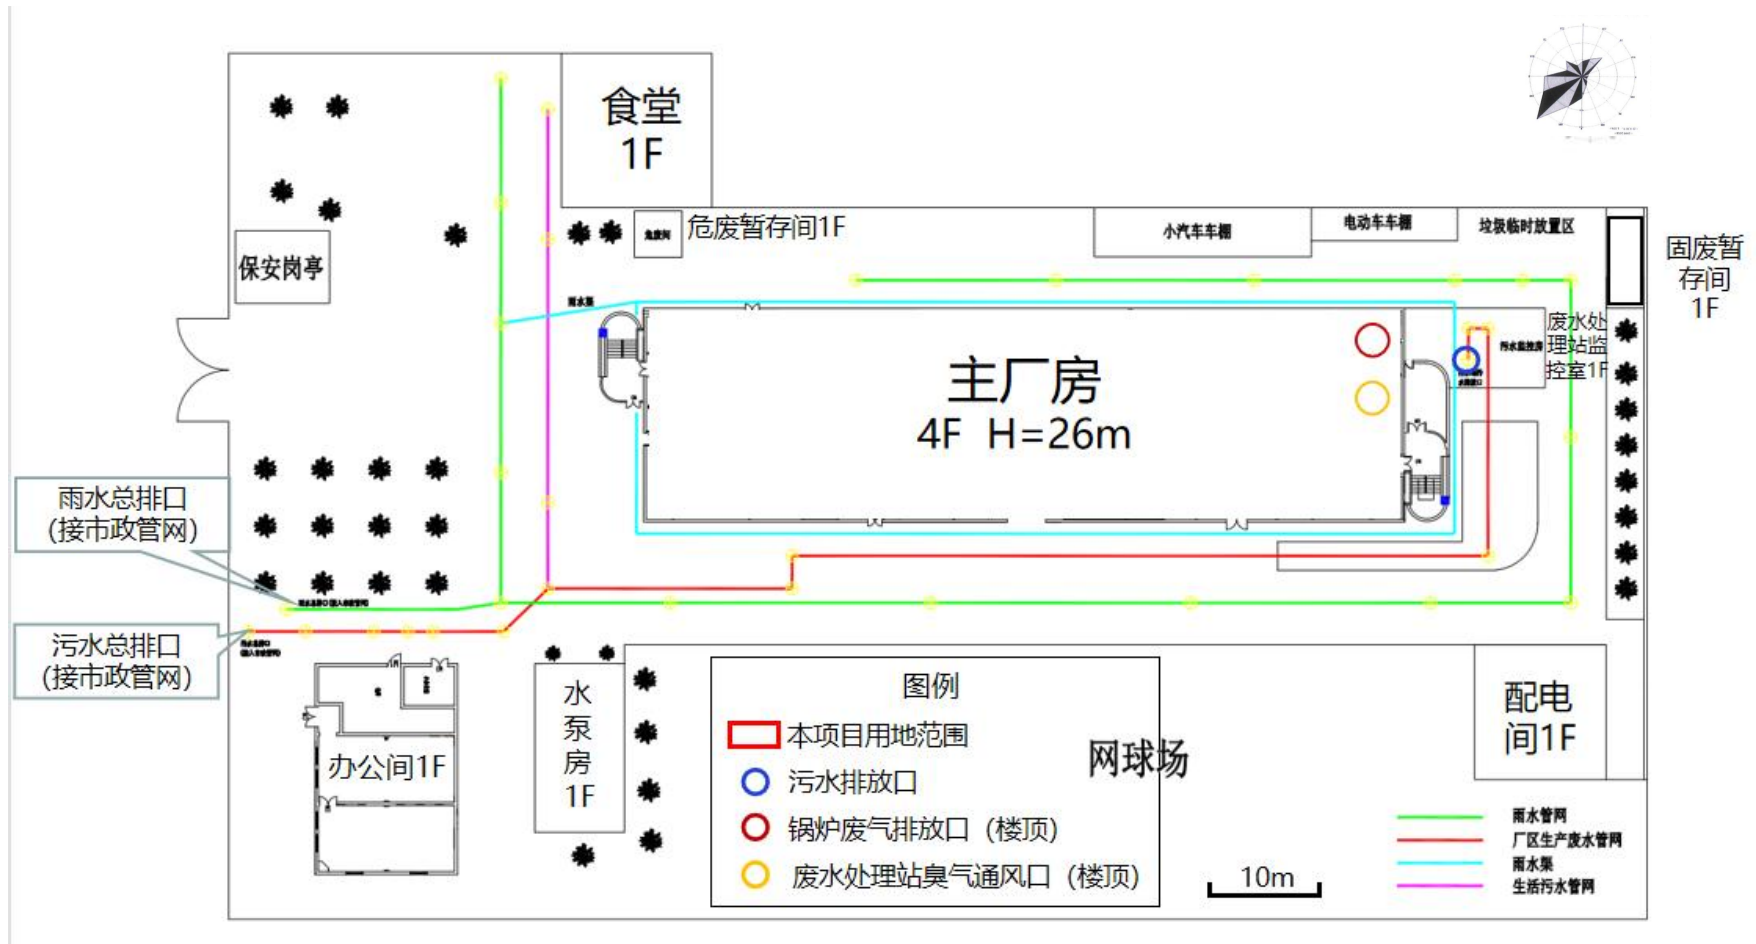 食堂
1F
危废间
危废暂存间1F
小汽车车棚
电动车车棚
垃圾临时放置区
固废暂
存间
1F
保安岗亭
雨水渠
主厂房
4F H=26m
污水监控房
废水处
理站监
控室1F
雨水总排口
(接市政管网)
污水总排口
(接市政管网)
办公间1F
水
泵
房
1F
图例
本项目用地范围
污水排放口
锅炉废气排放口（楼顶）
废水处理站臭气通风口（楼顶）
网球场
配电
间1F
10m
雨水管网
厂区生产废水管网
雨水渠
生活污水管网